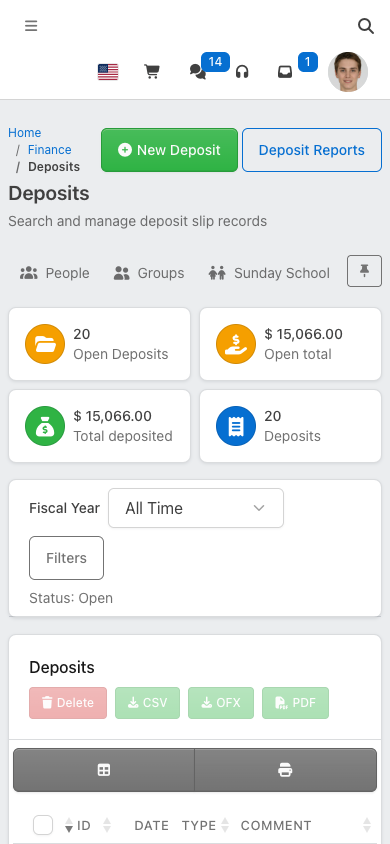 14
1
Home
/ Finance
/ Deposits
New Deposit
Deposit Reports
Deposits
Search and manage deposit slip records
People
Groups
Sunday School
20
Open Deposits
$ 15,066.00
Open total
$ 15,066.00
Total deposited
20
Deposits
Fiscal Year
All Time
Filters
Status: Open
Deposits
Delete
CSV
OFX
PDF
ID DATE TYPE COMMENT